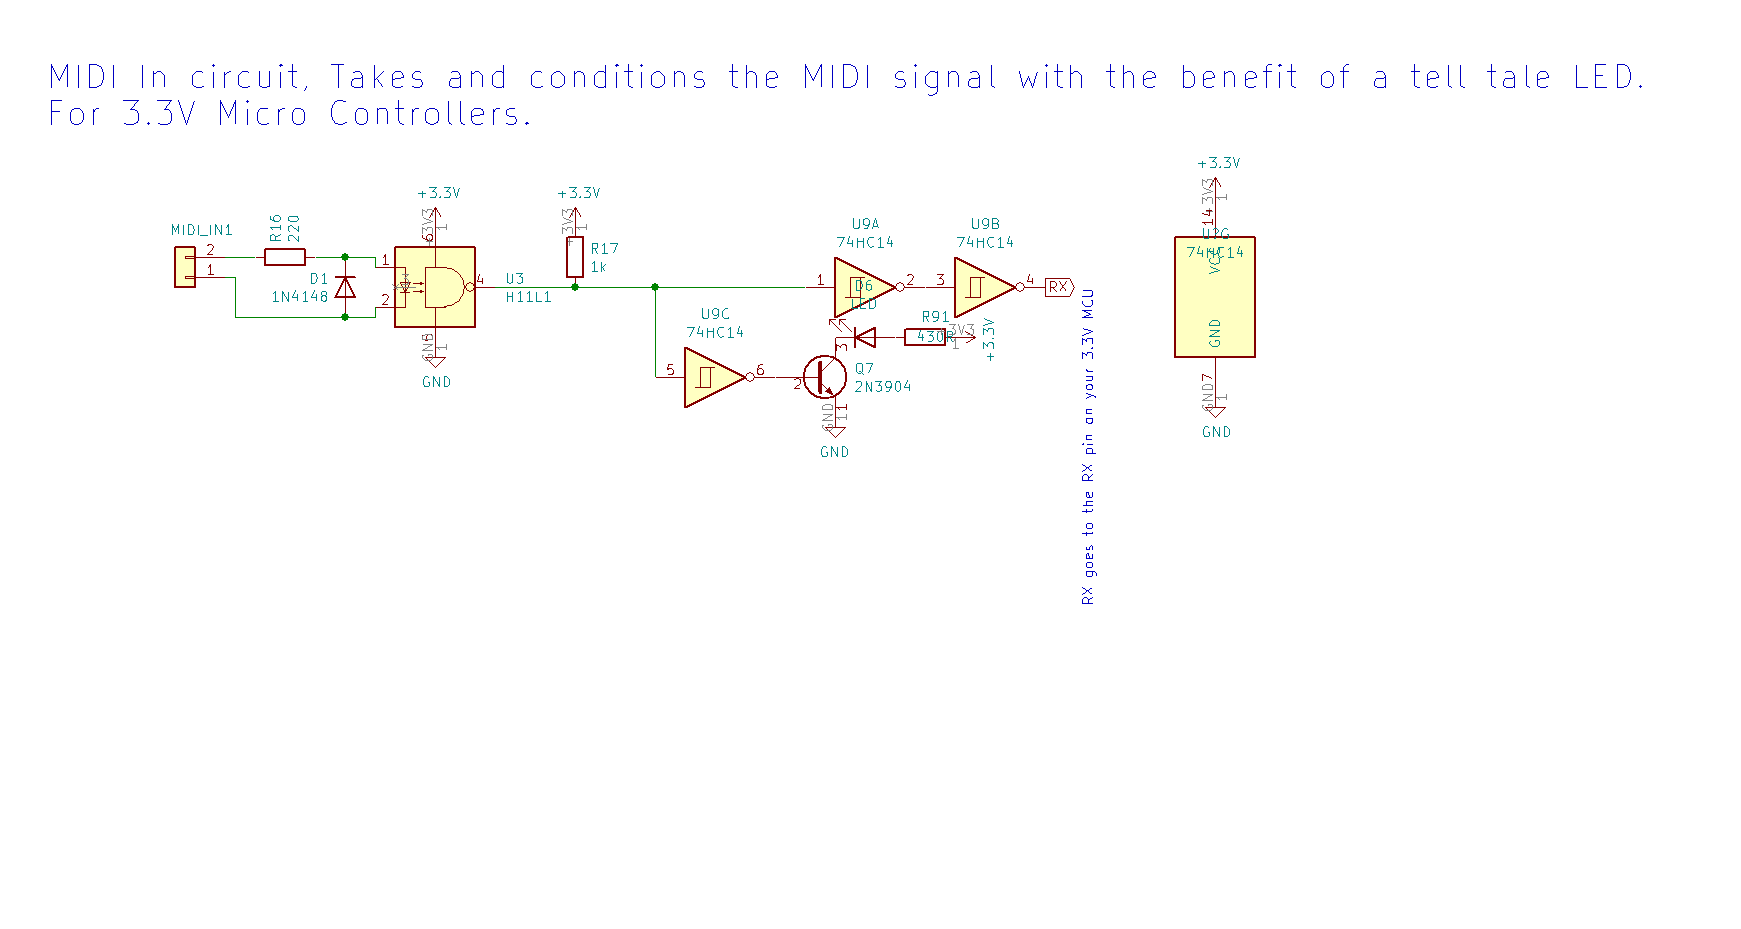 MIDI In circuit, Takes and conditions the MIDI signal with the benefit of a tell tale LED.
For 3.3V Micro Controllers.
+3.3V
3V3
1
6
MIDI_IN1
2
1
R16
220
D1
1N4148
1
2
4
U3
H11L1
5
GND
1
GND
+3.3V
3V3
1
R17
1k
U9A
74HC14
1
2
U9B
74HC14
3
4
RX
D6
LED
R91
430R
3V3
1
+3.3V
U9C
74HC14
5
6
3
2
Q7
2N3904
1
GND
1
GND
RX goes to the RX pin on your 3.3V MCU
+3.3V
3V3
1
14
74HC14
GND
7
GND
1
GND